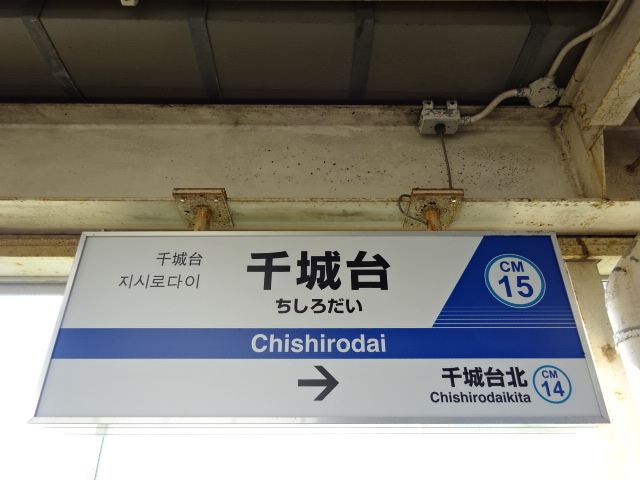 千城台
지시로다이
千城台
ちしろだい
CM
15
Chishirodai
→
千城台北
Chishirodaikita
CM
14